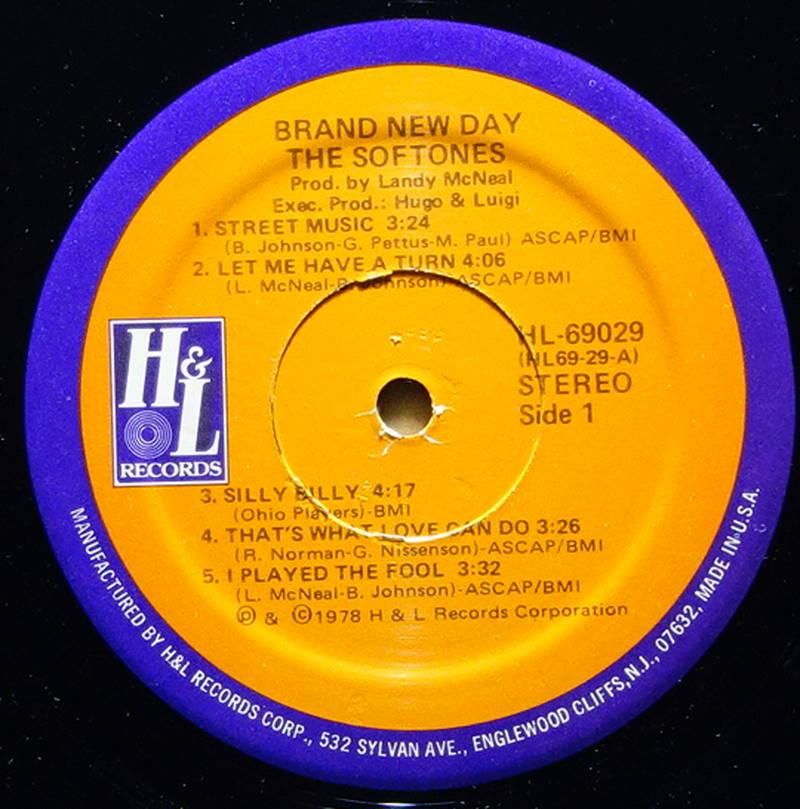 BRAND NEW DAY
THE SOFTONES
Prod. by Landy McNeal
Exec. Prod.: Hugo & Luigi
1. STREET MUSIC 3:24
(B. Johnson-G. Pettus-M. Paul) ASCAP/BMI
2. LET ME HAVE A TURN 4:06
(L. McNeal-B. Johnson)-ASCAP/BMI
H&L
RECORDS
HL-69029
(HL69-29-A)
STEREO
Side 1
3. SILLY BILLY 4:17
(Ohio Players)-BMI
4. THAT'S WHAT LOVE CAN DO 3:26
(R. Norman-G. Nissenson)-ASCAP/BMI
5. I PLAYED THE FOOL 3:32
(L. McNeal-B. Johnson)-ASCAP/BMI
℗ & ©1978 H & L Records Corporation
MANUFACTURED BY H&L RECORDS CORP., 532 SYLVAN AVE., ENGLEWOOD CLIFFS, N.J., 07632, MADE IN U.S.A.